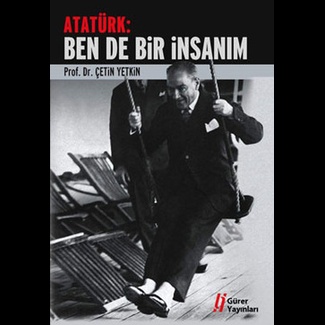 ATATÜRK:
BEN DE BİR İNSANIM
Prof. Dr. ÇETİN YETKİN
Gürer
Yayınları